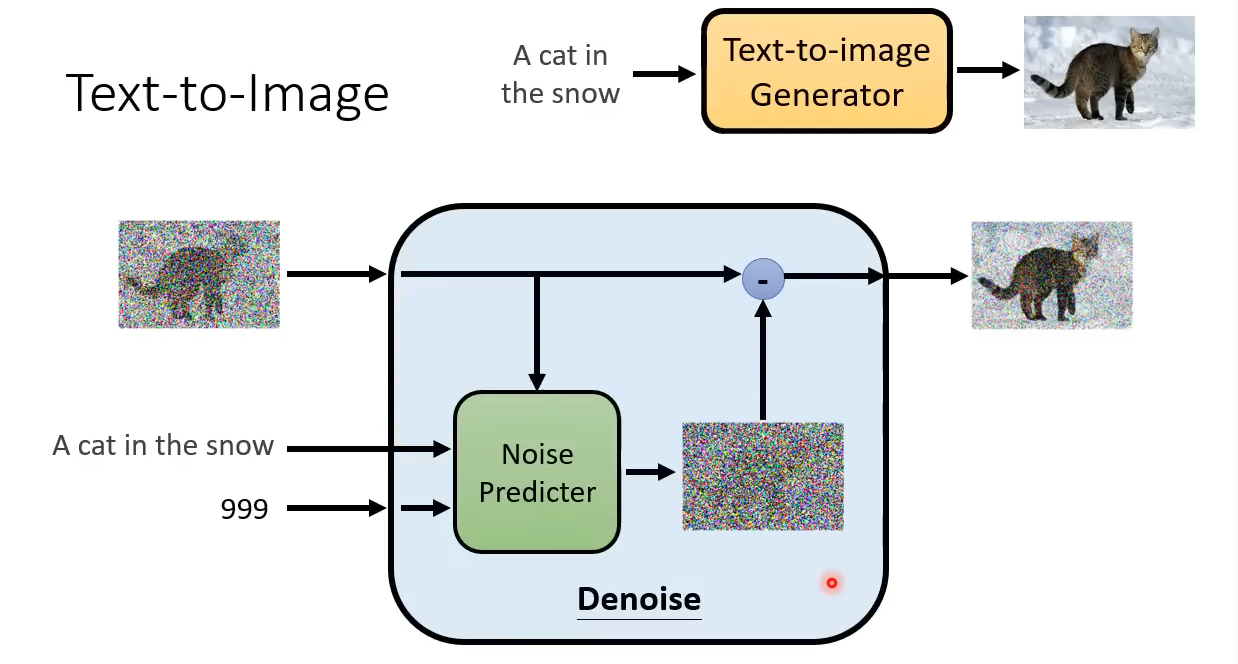 Text-to-Image
A cat in
the snow
Text-to-image
Generator
-
A cat in the snow
999
Noise
Predicter
Denoise